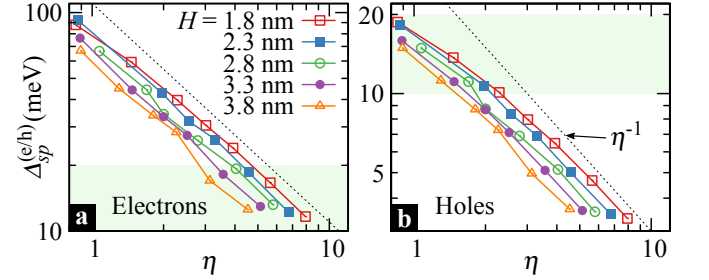 100
H = 1.8 nm
2.3 nm
2.8 nm
3.3 nm
3.8 nm
Δsp(e/h) (meV)
10
a Electrons
1 10
η
20
10
5
η-1
b Holes
1 10
η